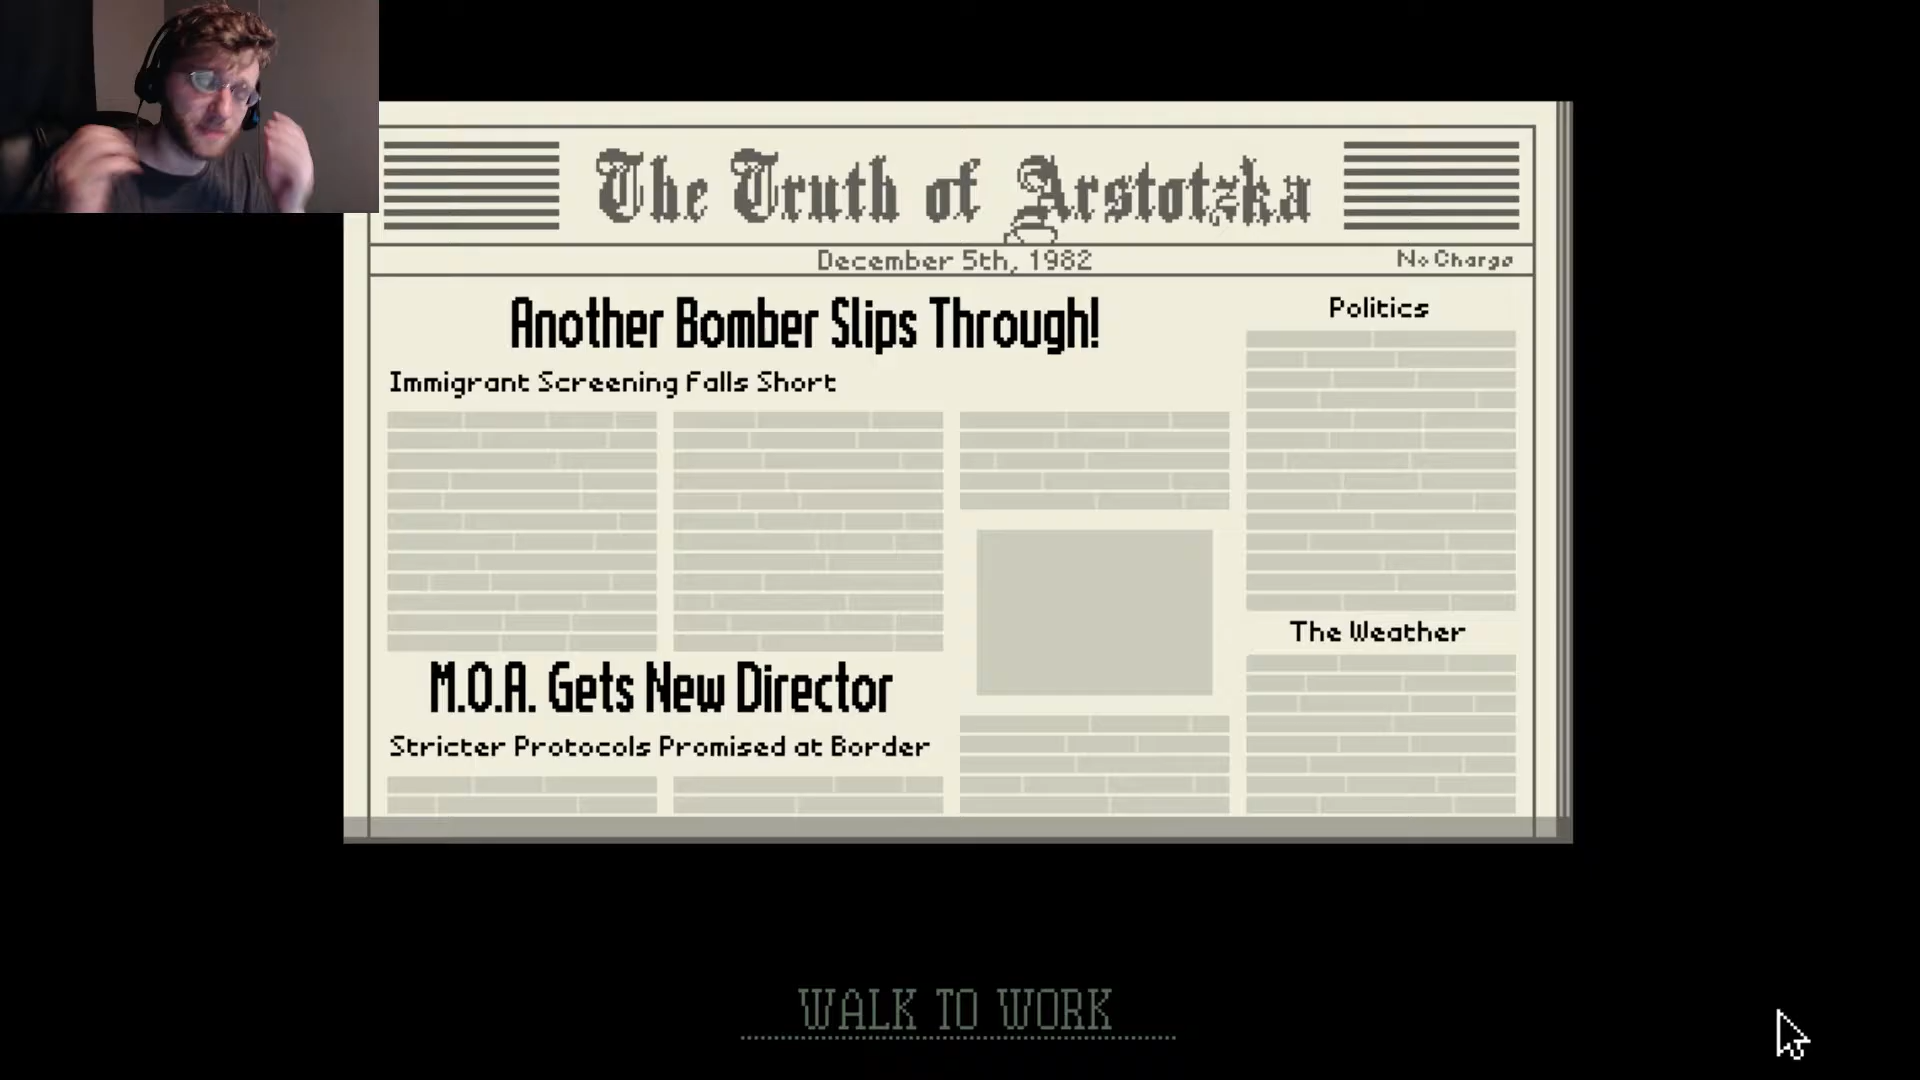 The Truth of Arstotzka
December 5th, 1982
No Charge
Another Bomber Slips Through!
Immigrant Screening Falls Short
M.O.A. Gets New Director
Stricter Protocols Promised at Border
Politics
The Weather
WALK TO WORK